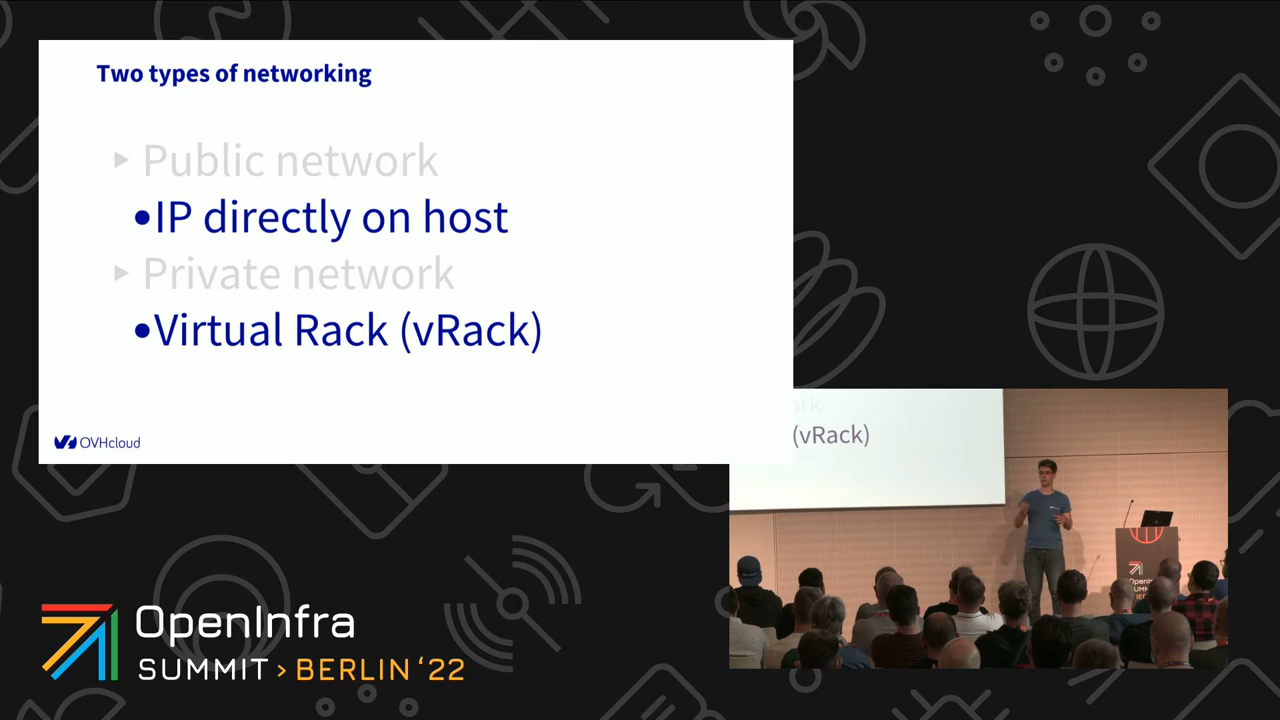 Two types of networking
Public network
•IP directly on host
Private network
•Virtual Rack (vRack)
OVHcloud
(vRack)
OpenInfra
SUMMIT > BERLIN '22